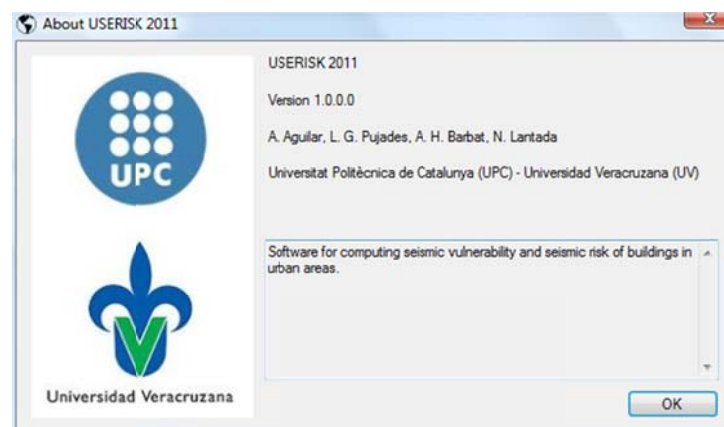 About USERISK 2011
USERISK 2011
Version 1.0.0.0
A. Aguilar, L. G. Pujades, A. H. Barbat, N. Lantada
Universitat Politècnica de Catalunya (UPC) - Universidad Veracruzana (UV)
UPC
Software for computing seismic vulnerability and seismic risk of buildings in
urban areas.
Universidad Veracruzana
OK